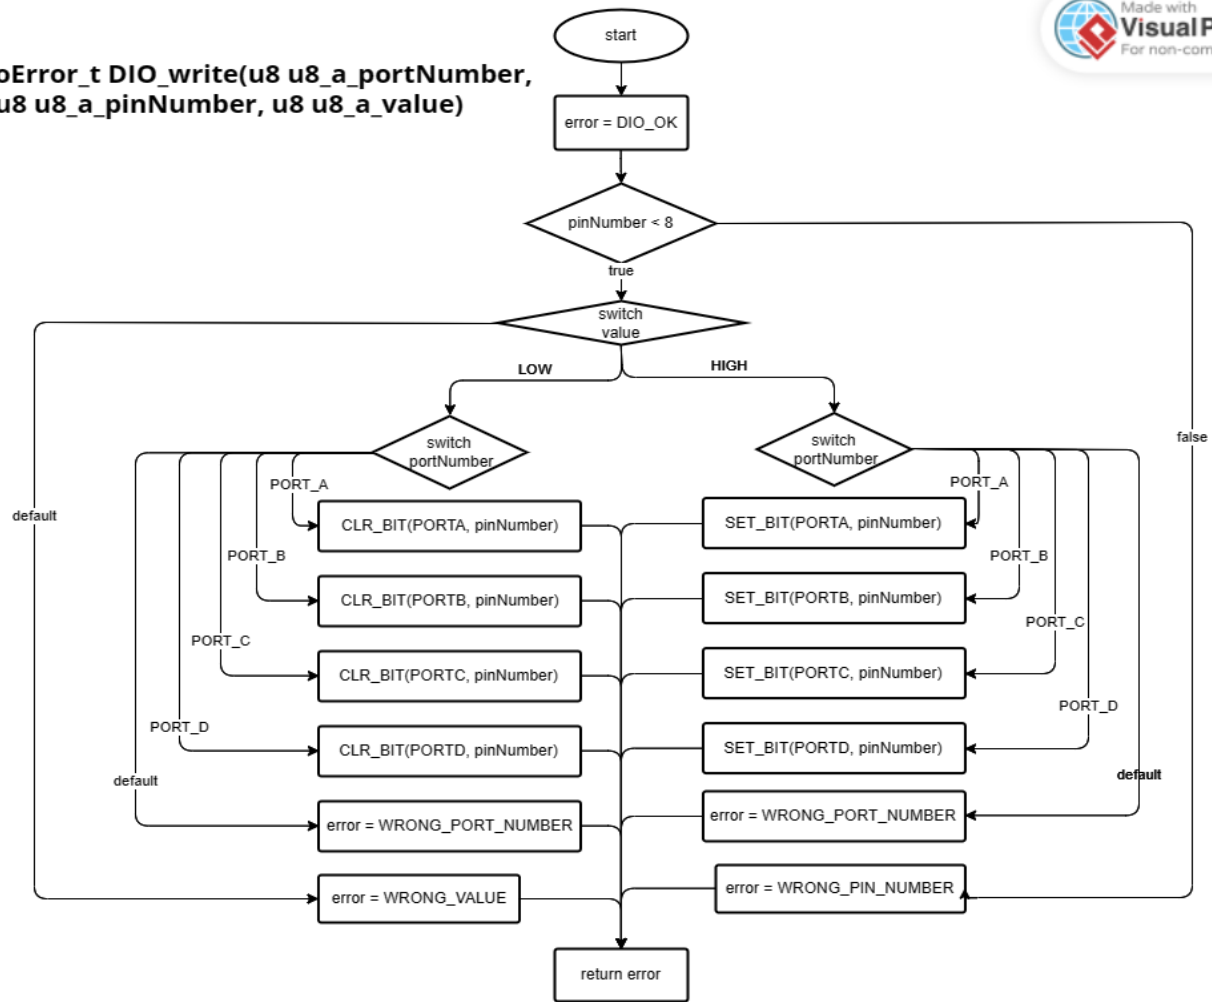 start
Made with
Visual P
For non-com
oError_t DIO_write(u8 u8_a_portNumber,
u8 u8_a_pinNumber, u8 u8_a_value)
error = DIO_OK
pinNumber < 8
true
switch
value
LOW
HIGH
switch
portNumber
switch
portNumber
false
PORT_A
PORT_A
default
CLR_BIT(PORTA, pinNumber)
SET_BIT(PORTA, pinNumber)
PORT_B
PORT_B
CLR_BIT(PORTB, pinNumber)
SET_BIT(PORTB, pinNumber)
PORT_C
PORT_C
CLR_BIT(PORTC, pinNumber)
SET_BIT(PORTC, pinNumber)
PORT_D
PORT_D
CLR_BIT(PORTD, pinNumber)
SET_BIT(PORTD, pinNumber)
default
default
error = WRONG_PORT_NUMBER
error = WRONG_PORT_NUMBER
error = WRONG_VALUE
error = WRONG_PIN_NUMBER
return error